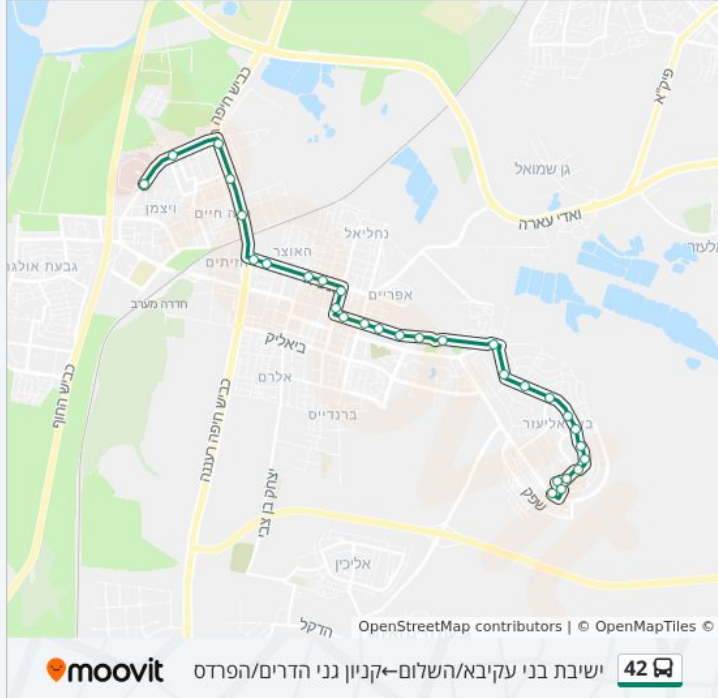 כביש חיפה
פיק"א
גן שמואל
ויצמן
חיים
ואדי עארה
נחליאל
האוצר
גבעת אולגה
אפריים
חדרה מערב
ביאליק
אלרם
כביש החוף
ברנדייס
כביש חיפה רעננה
אליעזר
שפק
יצחק בן צבי
אליכין
חדקל
OpenStreetMap contributors | © OpenMapTiles ©
moovit ישיבת בני עקיבא/השלום←קניון גני הדרים/הפרדס 42